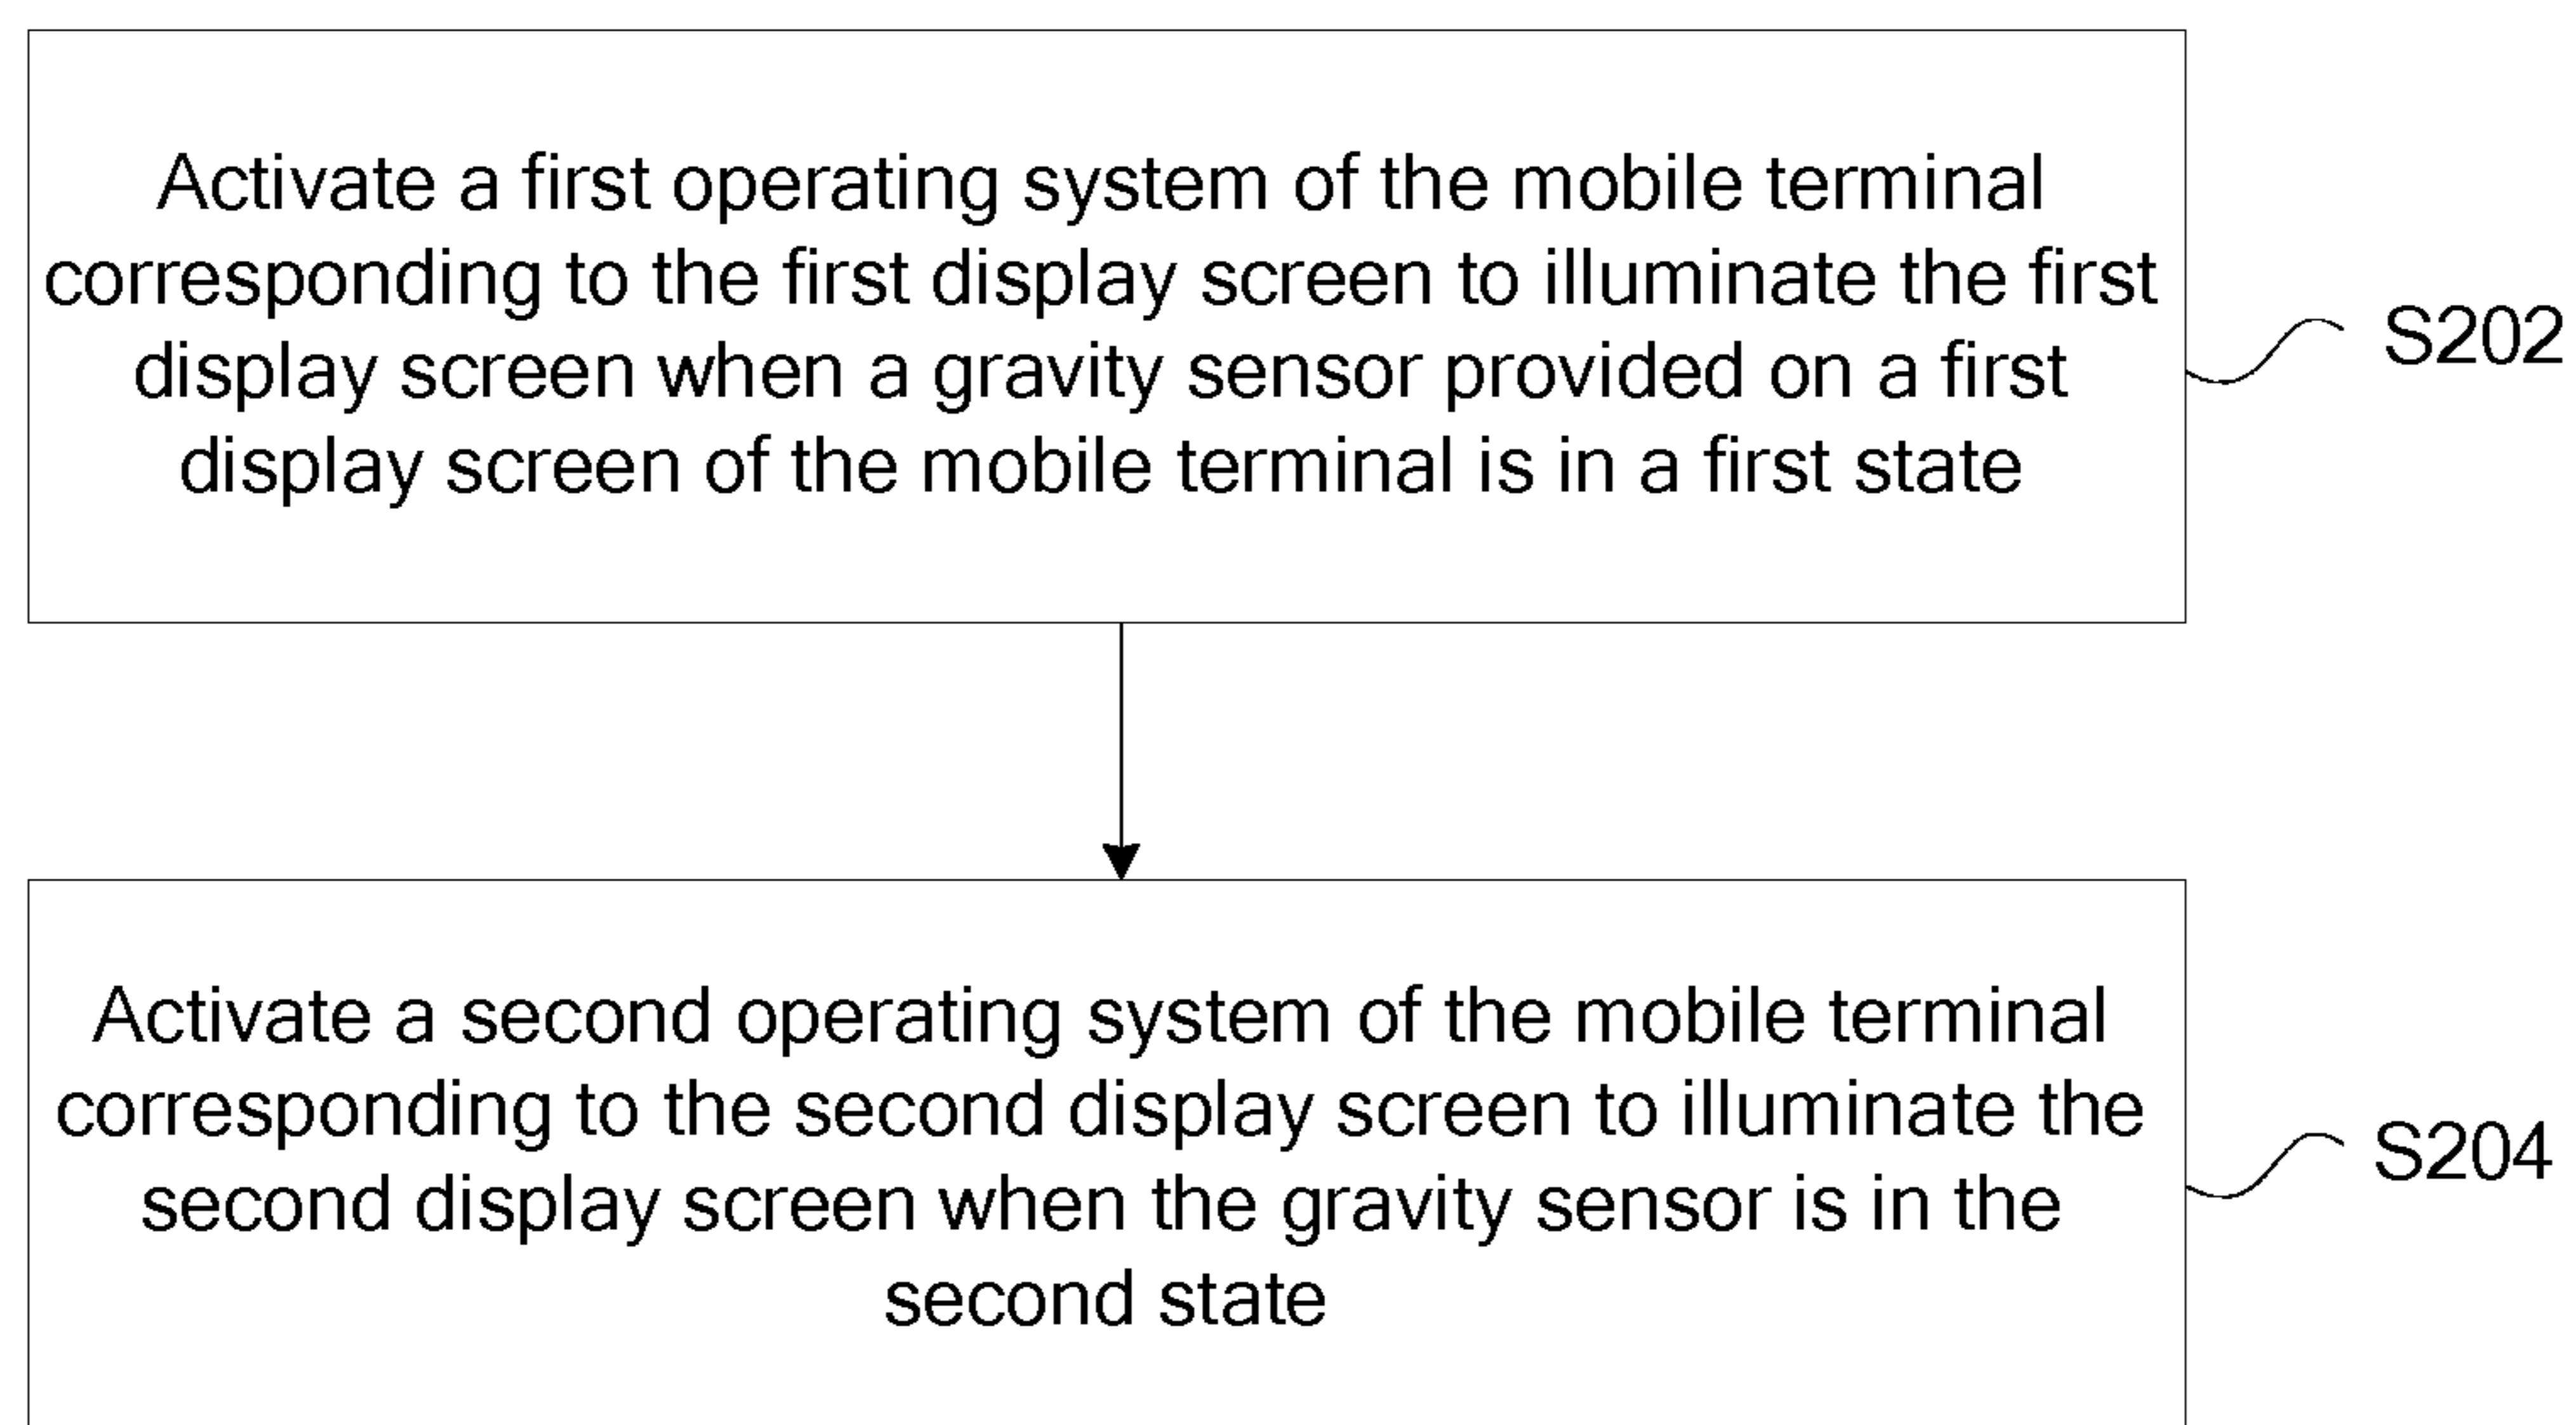 Activate a first operating system of the mobile terminal
corresponding to the first display screen to illuminate the first
display screen when a gravity sensor provided on a first
display screen of the mobile terminal is in a first state
S202
Activate a second operating system of the mobile terminal
corresponding to the second display screen to illuminate the
second display screen when the gravity sensor is in the
second state
S204